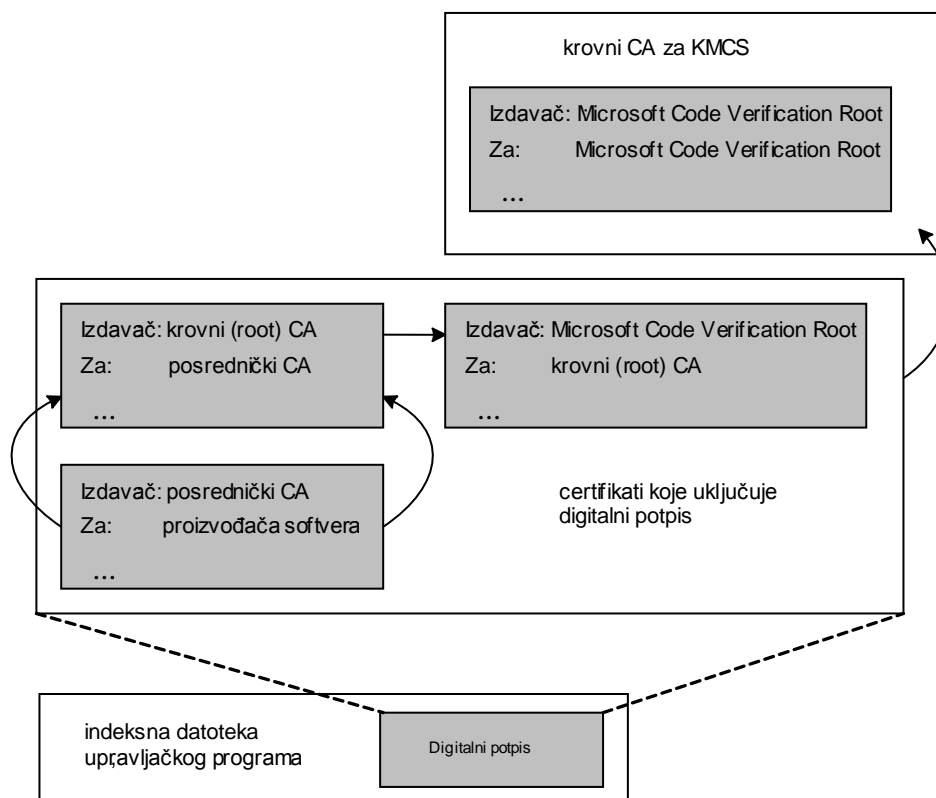 krovni CA za KMCS
Izdavač: Microsoft Code Verification Root
Za: Microsoft Code Verification Root
...
Izdavač: krovni (root) CA
Za: posrednički CA
...
Izdavač: Microsoft Code Verification Root
Za: krovni (root) CA
...
Izdavač: posrednički CA
Za: proizvođača softvera
...
certifikati koje uključuje
digitalni potpis
indeksna datoteka
upr,avljačkog programa
Digitalni potpis